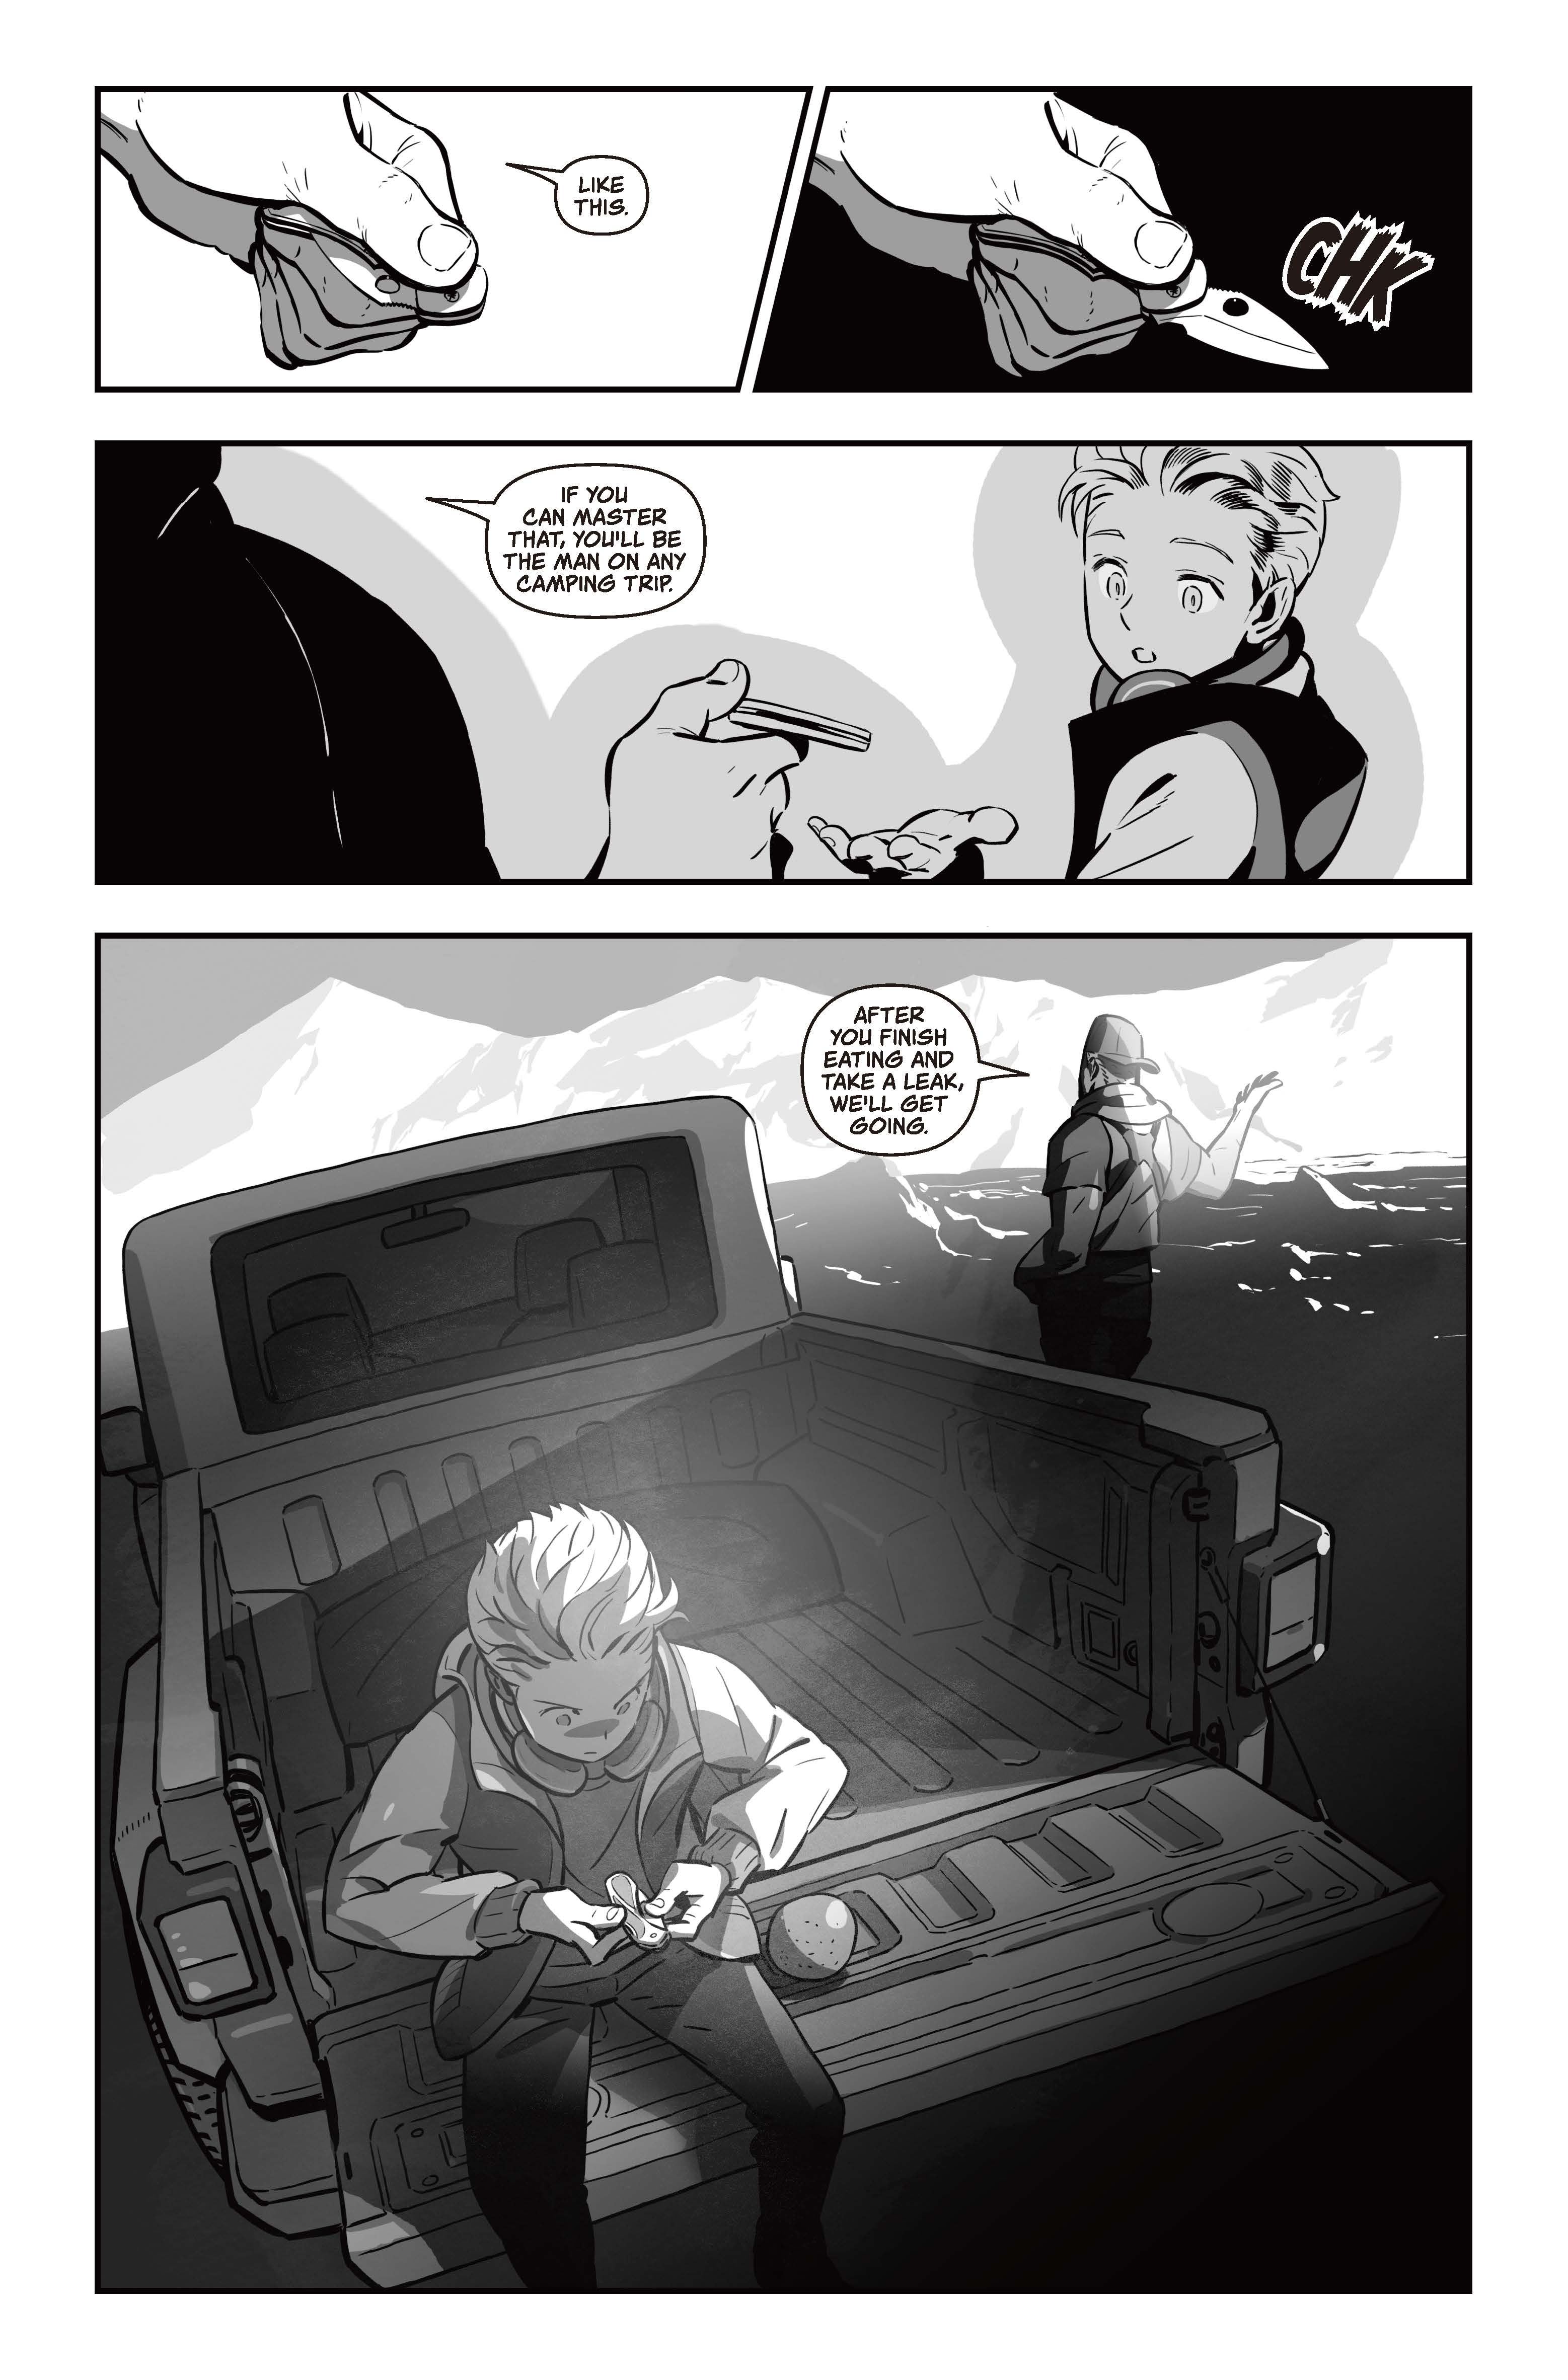 LIKE
THIS.
CHK
IF YOU
CAN MASTER
THAT, YOU'LL BE
THE MAN ON ANY
CAMPING TRIP.
AFTER
YOU FINISH
EATING AND
TAKE A LEAK,
WE'LL GET
GOING.